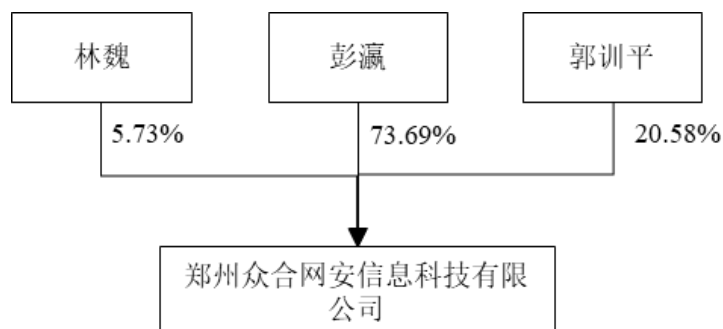 林魏
彭瀛
郭训平
5.73%
73.69%
20.58%
郑州众合网安信息科技有限
公司